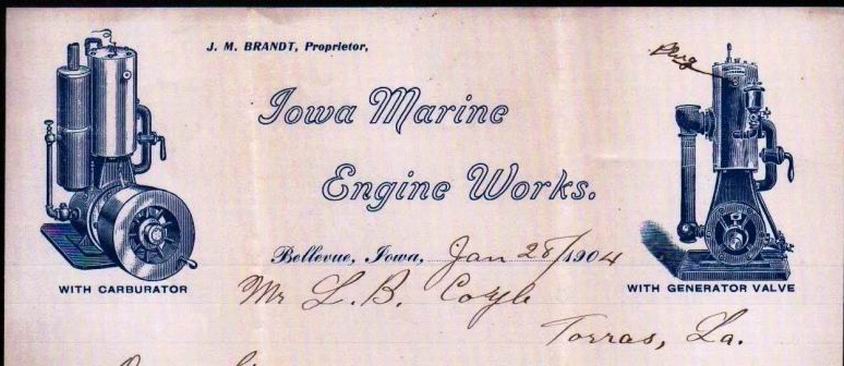 J. M. BRANDT, Proprietor,
Plug
Iowa Marine
Engine Works.
Bellevue, Iowa, Jan 28/1904
WITH CARBURATOR
WITH GENERATOR VALVE
Mr L. B. Coyle
Torras, La.